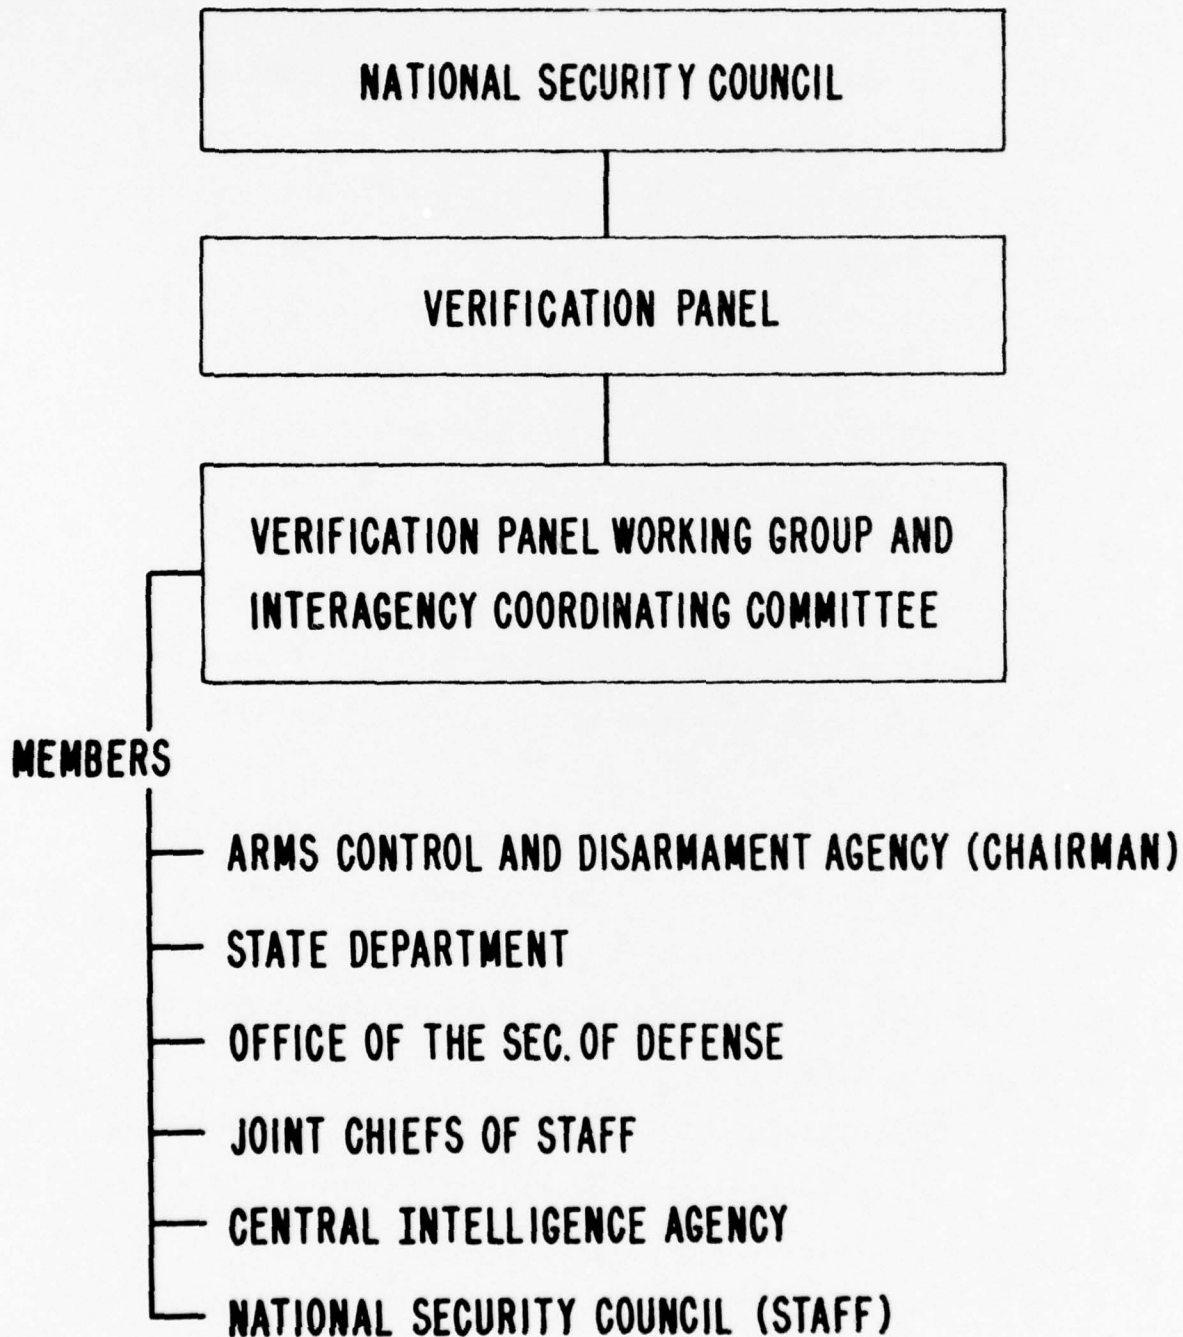 NATIONAL SECURITY COUNCIL
VERIFICATION PANEL
VERIFICATION PANEL WORKING GROUP AND
INTERAGENCY COORDINATING COMMITTEE
MEMBERS
ARMS CONTROL AND DISARMAMENT AGENCY (CHAIRMAN)
STATE DEPARTMENT
OFFICE OF THE SEC. OF DEFENSE
JOINT CHIEFS OF STAFF
CENTRAL INTELLIGENCE AGENCY
NATIONAL SECURITY COUNCIL (STAFF)